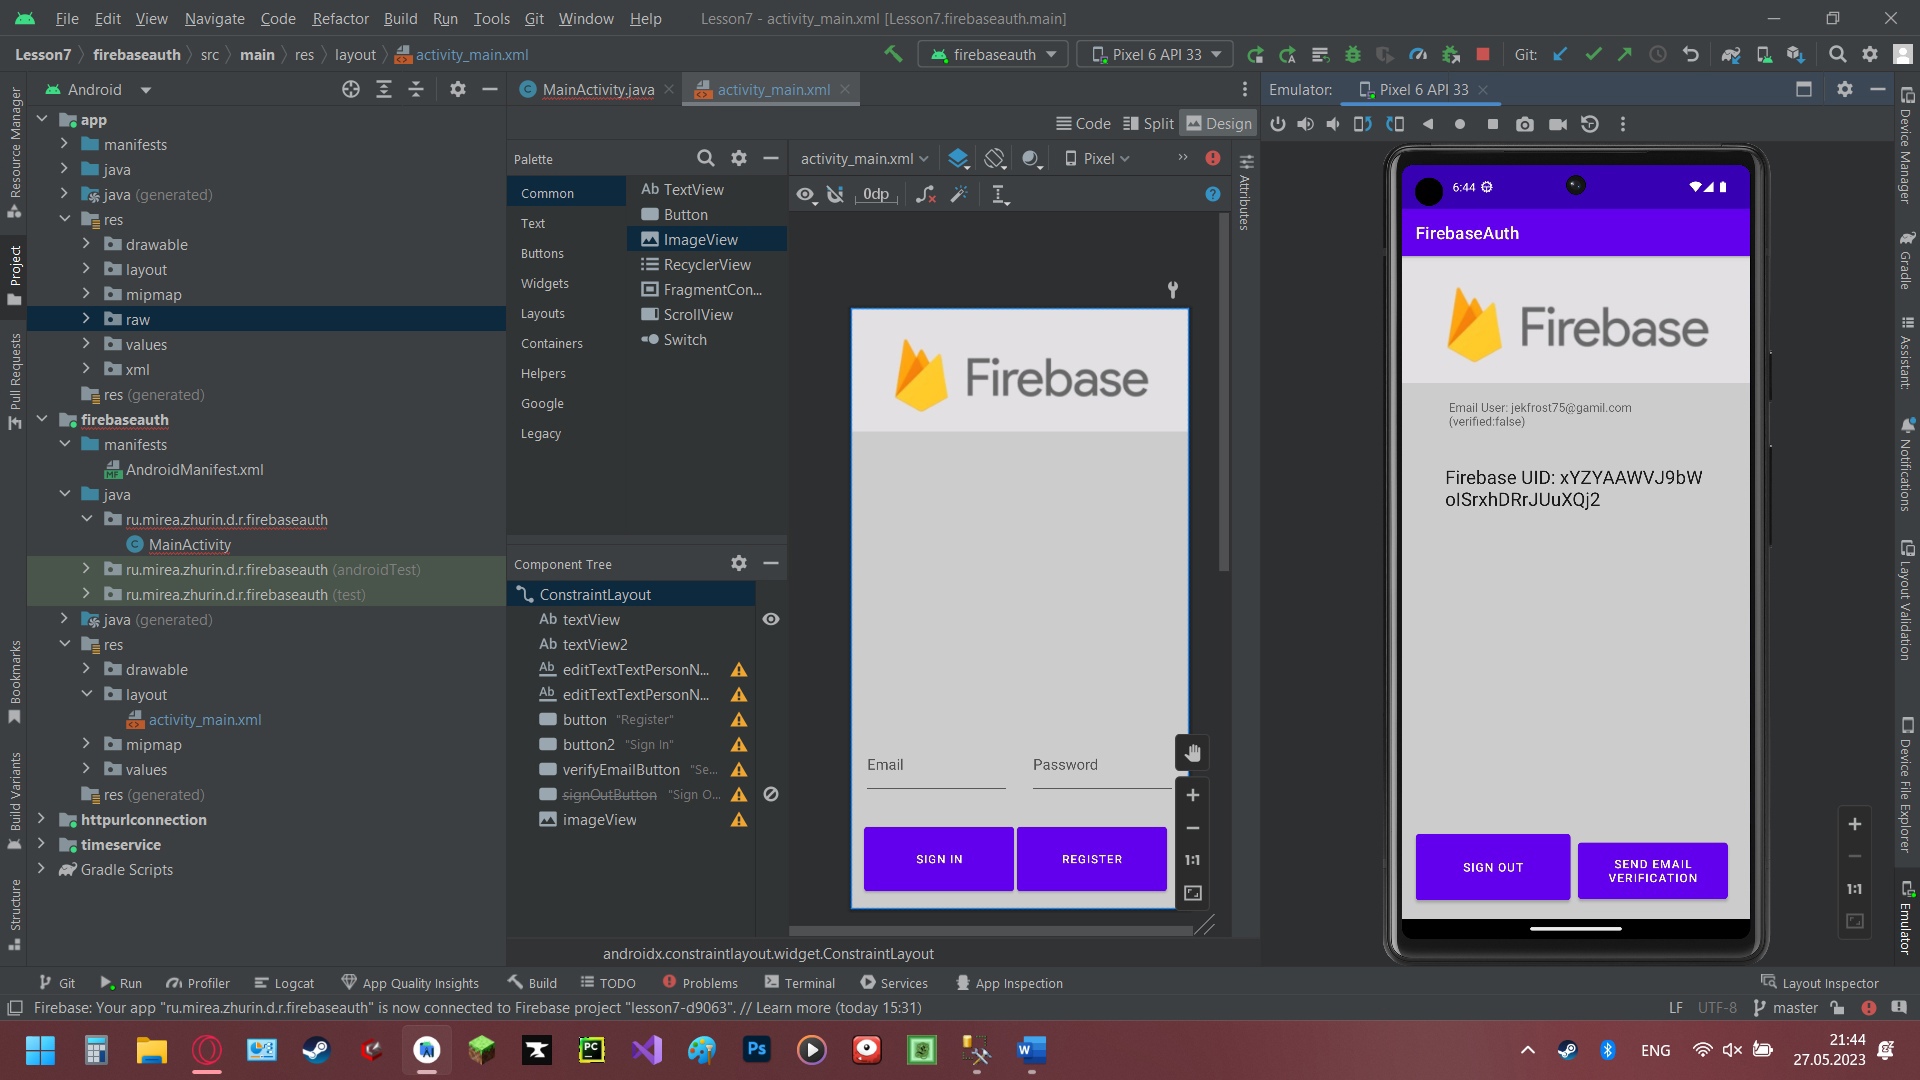 File Edit View Navigate Code Refactor Build Run Tools Git Window Help Lesson7 - activity_main.xml [Lesson7.firebaseauth.main]
Lesson7 firebaseauth src main res layout activity_main.xml firebaseauth Pixel 6 API 33 Git:
Android
MainActivity.java activity_main.xml
Emulator: Pixel 6 API 33
Code Split Design
Resource Manager
Project
Pull Requests
Bookmarks
Build Variants
Structure
app
manifests
java
java (generated)
res
drawable
layout
mipmap
raw
values
xml
res (generated)
firebaseauth
manifests
AndroidManifest.xml
java
ru.mirea.zhurin.d.r.firebaseauth
MainActivity
ru.mirea.zhurin.d.r.firebaseauth (androidTest)
ru.mirea.zhurin.d.r.firebaseauth (test)
java (generated)
res
drawable
layout
activity_main.xml
mipmap
values
res (generated)
httpurlconnection
timeservice
Gradle Scripts
Palette
Common
Text
Buttons
Widgets
Layouts
Containers
Helpers
Google
Legacy
Ab TextView
Button
ImageView
RecyclerView
FragmentCon...
ScrollView
Switch
Component Tree
ConstraintLayout
Ab textView
Ab textView2
Ab editTextTextPersonN...
Ab editTextTextPersonN...
button "Register"
button2 "Sign In"
verifyEmailButton "Se...
signOutButton "Sign O...
imageView
activity_main.xml Pixel
0dp
Attributes
Firebase
Email Password
SIGN IN REGISTER
1:1
androidx.constraintlayout.widget.ConstraintLayout
6:44
FirebaseAuth
Firebase
Email User: jekfrost75@gamil.com
(verified:false)
Firebase UID: xYZYAAWVJ9bW
oISrxhDRrJUuXQj2
SIGN OUT
SEND EMAIL
VERIFICATION
1:1
Device Manager
Gradle
Assistant:
Notifications
Layout Validation
Device File Explorer
Emulator
Git Run Profiler Logcat App Quality Insights Build TODO Problems Terminal Services App Inspection Layout Inspector
Firebase: Your app "ru.mirea.zhurin.d.r.firebaseauth" is now connected to Firebase project "lesson7-d9063". // Learn more (today 15:31) LF UTF-8 master
PC Ps ENG
21:44
27.05.2023